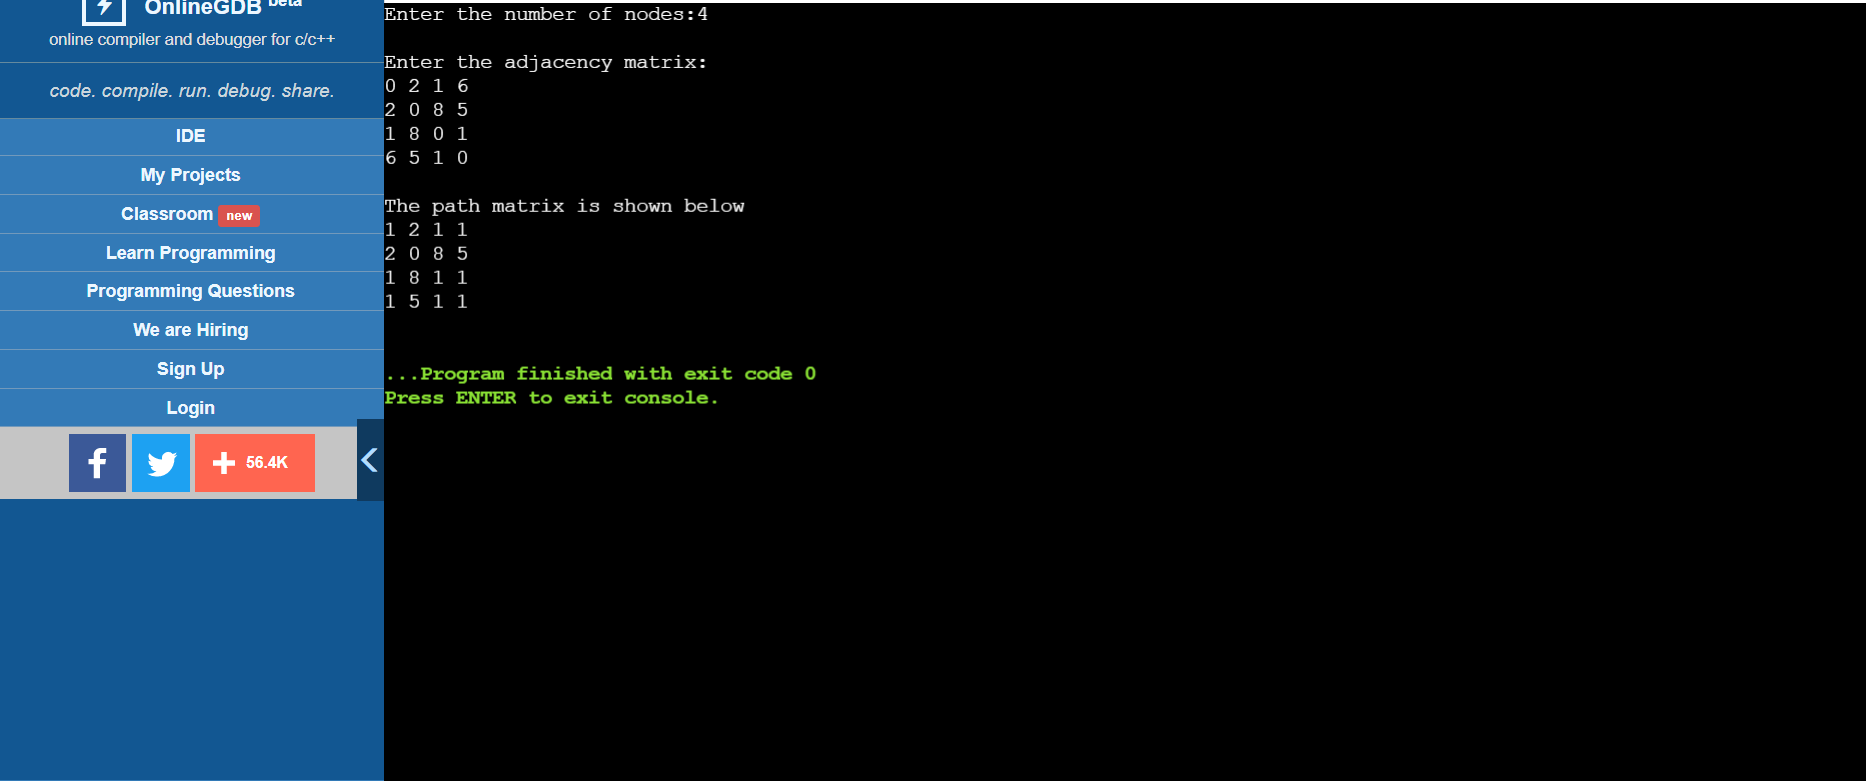 OnlineGDB beta
online compiler and debugger for c/c++
code. compile. run. debug. share.
IDE
My Projects
Classroom new
Learn Programming
Programming Questions
We are Hiring
Sign Up
Login
56.4K
Enter the number of nodes:4
Enter the adjacency matrix:
0 2 1 6
2 0 8 5
1 8 0 1
6 5 1 0
The path matrix is shown below
1 2 1 1
2 0 8 5
1 8 1 1
1 5 1 1
...Program finished with exit code 0
Press ENTER to exit console.